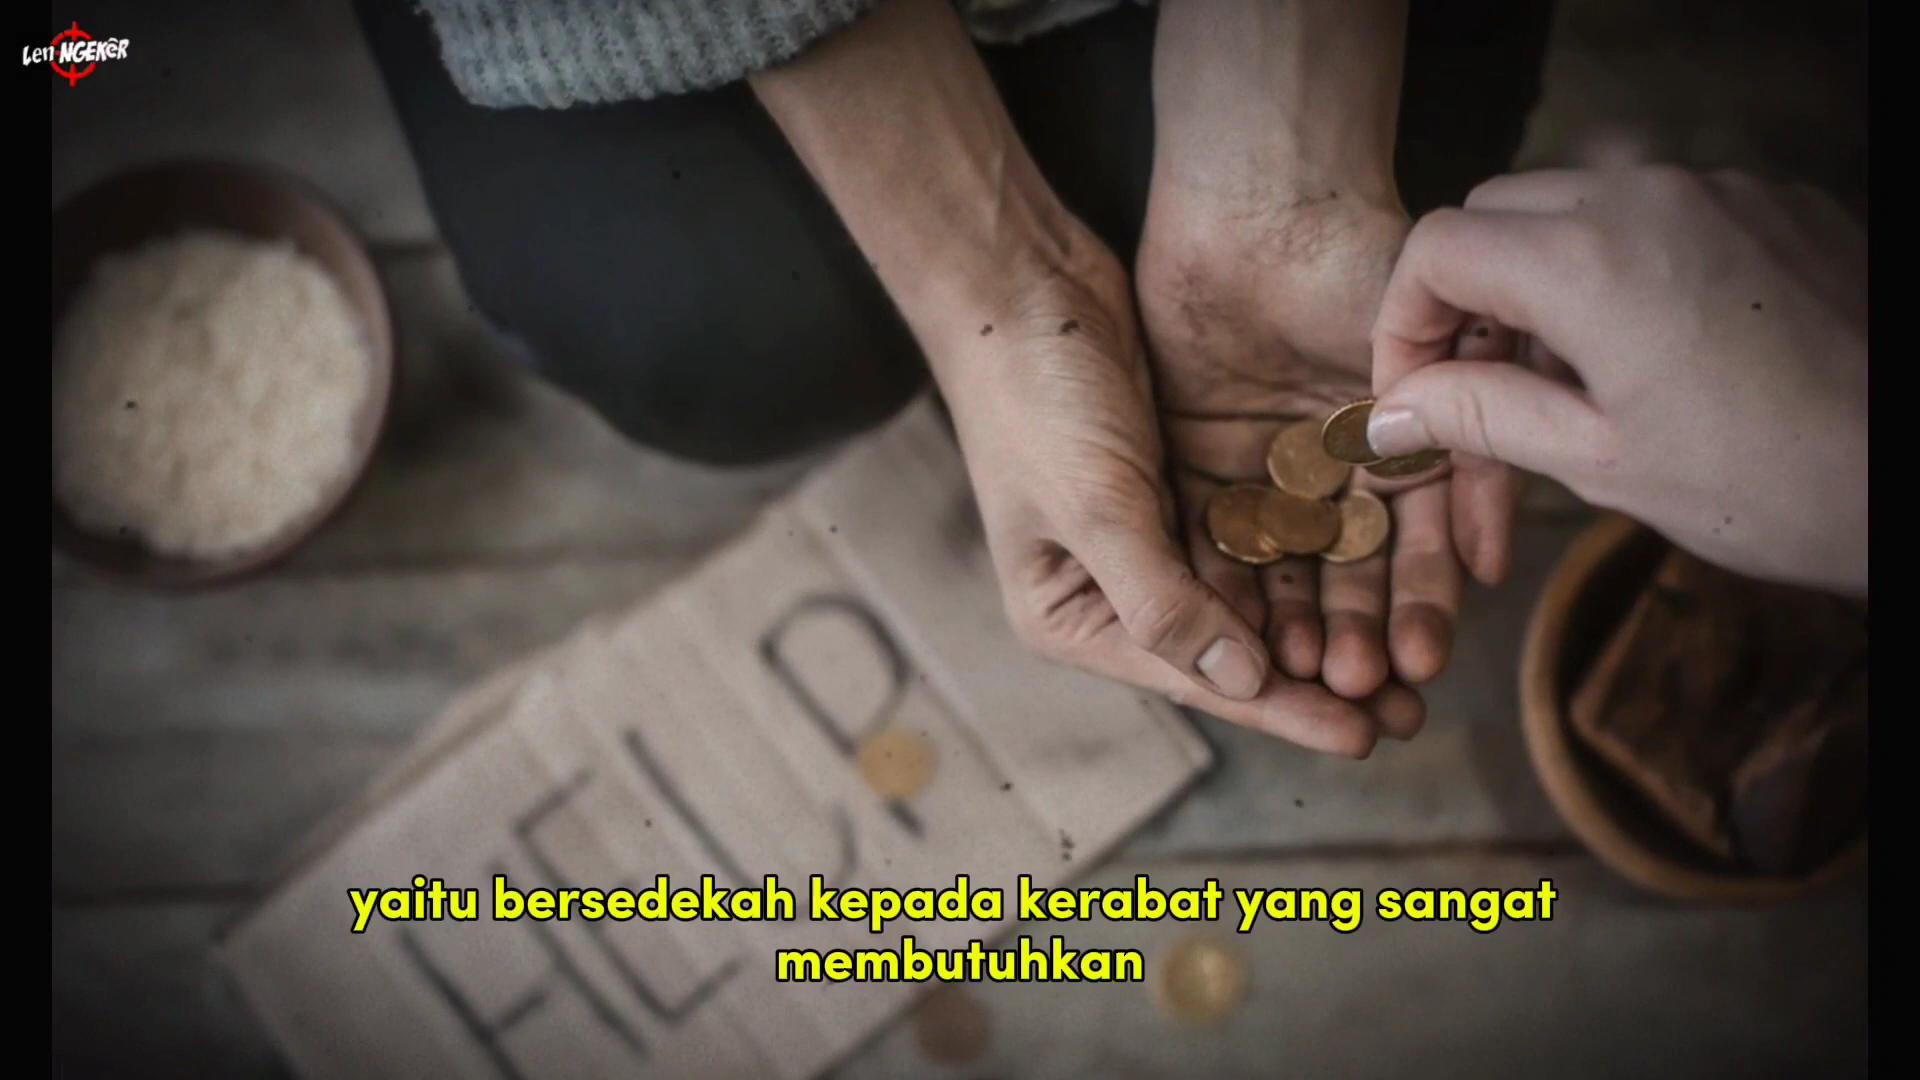 Len NGEKER
HELP
yaitu bersedekah kepada kerabat yang sangat
membutuhkan